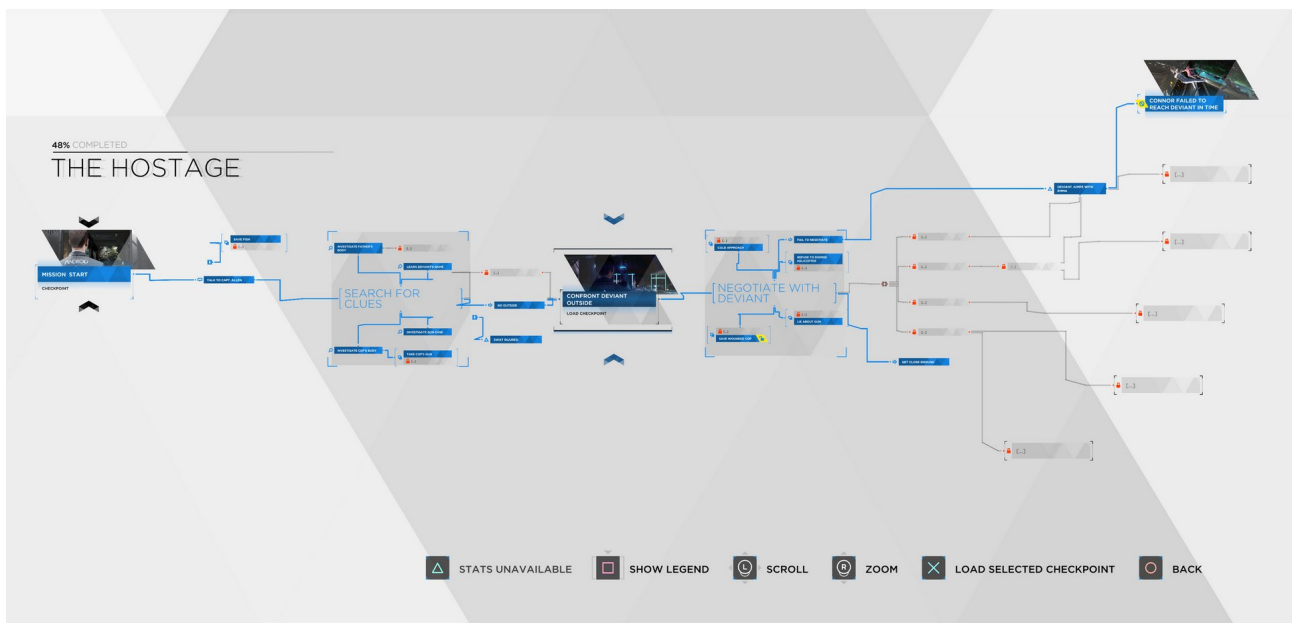 48% COMPLETED
THE HOSTAGE
ANDROID
MISSION START
CHECKPOINT
SAVE FISH
[...]
TALK TO CAPT. ALLEN
INVESTIGATE FATHER'S
BODY
[...]
LEARN DEVIANT'S NAME
[SEARCH FOR
CLUES
INVESTIGATE COP'S BODY
TAKE COP'S GUN
[...]
[...]
GO OUTSIDE
SWAT INJURED
CONFRONT DEVIANT
OUTSIDE
LOAD CHECKPOINT
[...]
COLD APPROACH
FAIL TO NEGOTIATE
REFUSE TO
HELICOPTER
[...]
[NEGOTIATE WITH
DEVIANT
[...]
LIE ABOUT GUN
[...]
SAVE WOUNDED COP
GET CLOSE ENOUGH
[...]
[...]
[...]
[...]
[...]
DEVIANT JUMPS WITH
EMMA
CONNOR FAILED TO
REACH DEVIANT IN TIME
[...]
[...]
[...]
[...]
[...]
STATS UNAVAILABLE
SHOW LEGEND
L
SCROLL
R
ZOOM
LOAD SELECTED CHECKPOINT
BACK